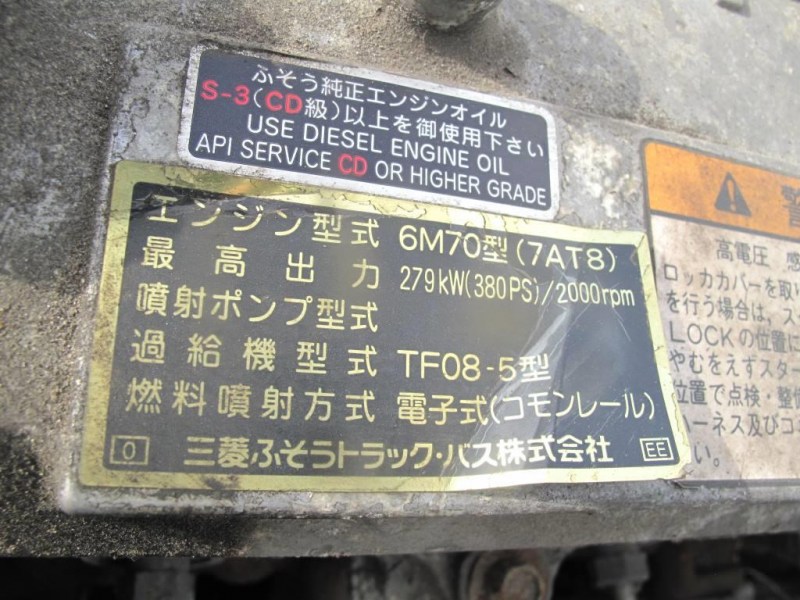 ふそう純正エンジンオイル
S-3(CD級)以上を御使用下さい
USE DIESEL ENGINE OIL
API SERVICE CD OR HIGHER GRADE
エンジン型式 6M70型(7AT8)
最高出力 279kW(380PS)/2000rpm
噴射ポンプ型式
過給機型式 TF08-5型
燃料噴射方式 電子式(コモンレール)
0 三菱ふそうトラック・バス株式会社 EE
高電圧 感
ロッカカバーを取り
を行う場合は、ス
LOCKの位置に
やむをえずスター
位置で点検・整備
ハーネス及びコネ
い。